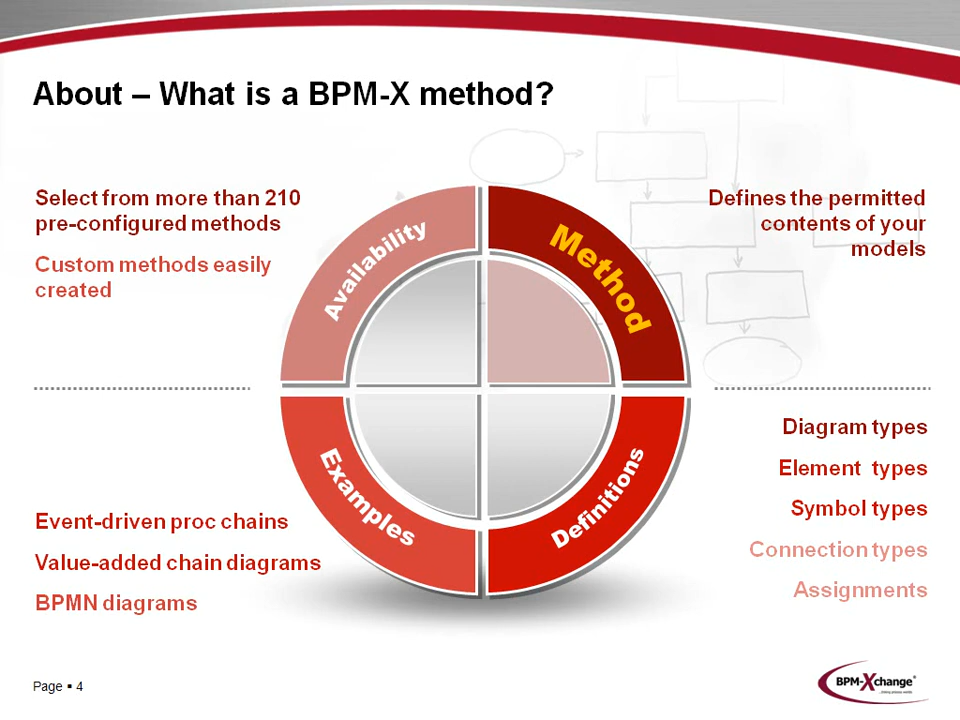 About – What is a BPM-X method?
Select from more than 210
pre-configured methods
Custom methods easily
created
Availability
Method
Defines the permitted
contents of your
models
Examples
Definitions
Event-driven proc chains
Value-added chain diagrams
BPMN diagrams
Diagram types
Element types
Symbol types
Connection types
Assignments
Page ▪ 4
BPM-Xchange®